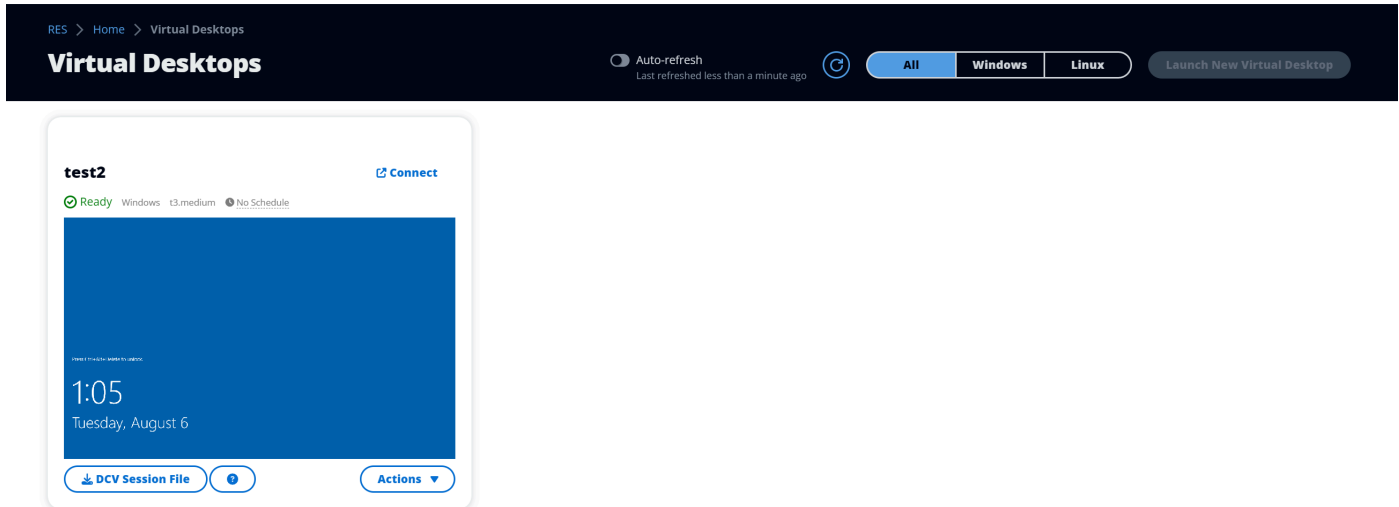 RES > Home > Virtual Desktops
Virtual Desktops
Auto-refresh
Last refreshed less than a minute ago
All Windows Linux
Launch New Virtual Desktop
test2
Connect
Ready Windows t3.medium No Schedule
1:05
Tuesday, August 6
DCV Session File
?
Actions